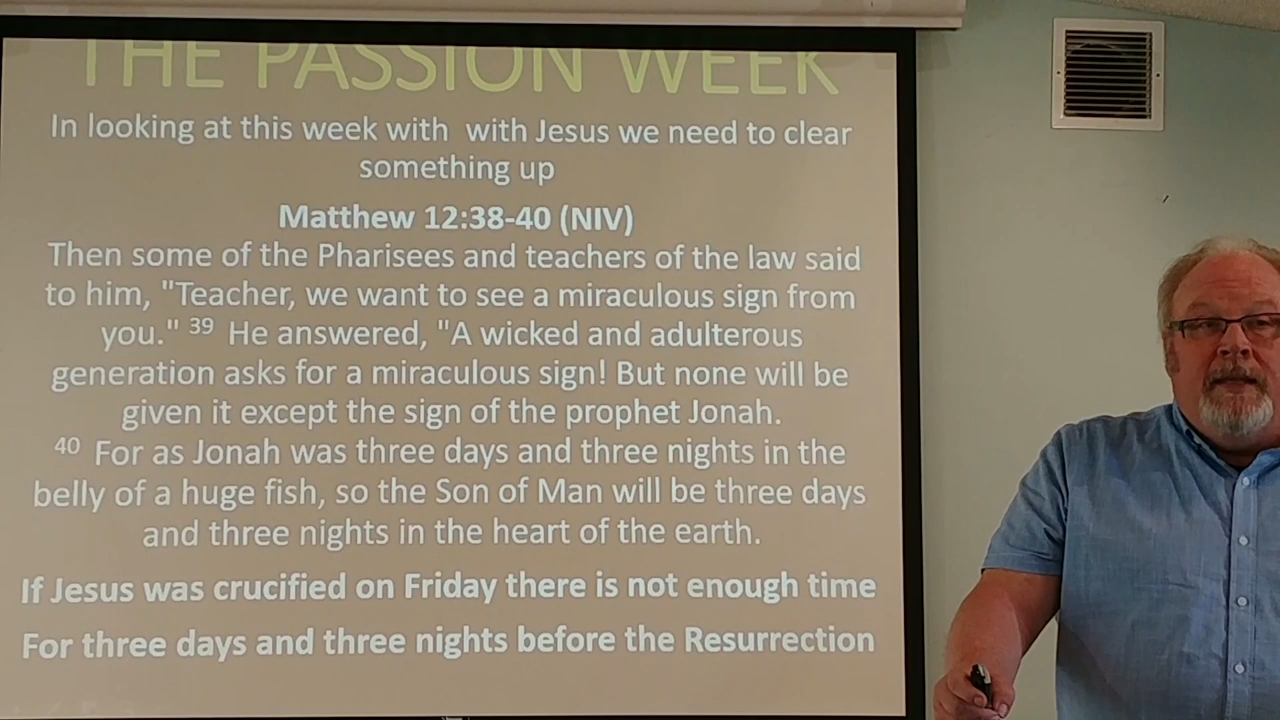 THE PASSION WEEK
In looking at this week with with Jesus we need to clear
something up
Matthew 12:38-40 (NIV)
Then some of the Pharisees and teachers of the law said
to him, "Teacher, we want to see a miraculous sign from
you." 39 He answered, "A wicked and adulterous
generation asks for a miraculous sign! But none will be
given it except the sign of the prophet Jonah.
40 For as Jonah was three days and three nights in the
belly of a huge fish, so the Son of Man will be three days
and three nights in the heart of the earth.
If Jesus was crucified on Friday there is not enough time
For three days and three nights before the Resurrection